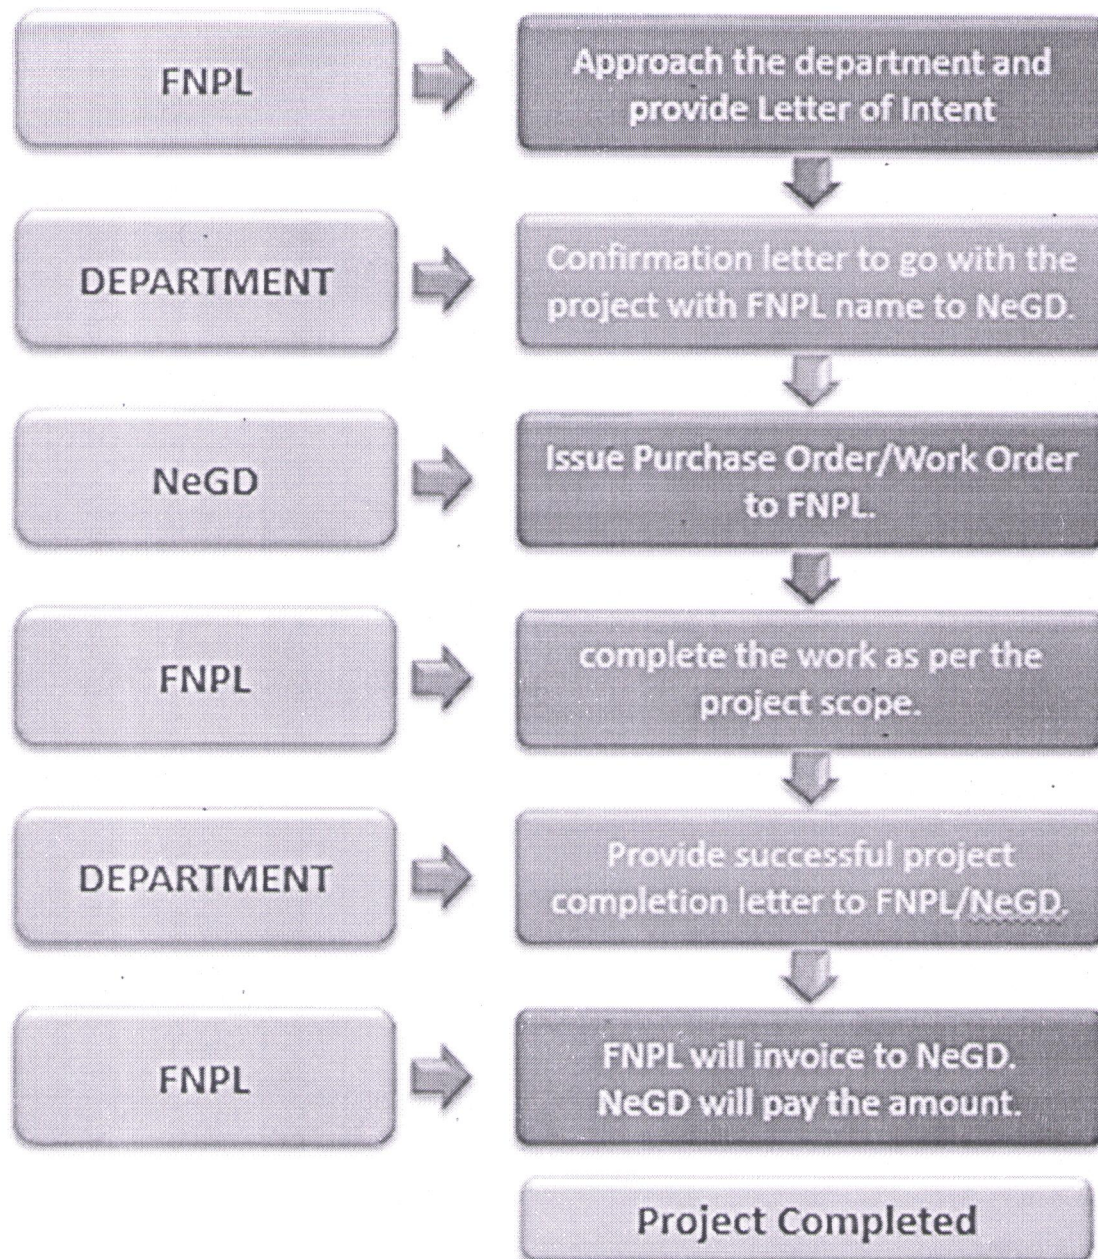 FNPL
Approach the department and
provide Letter of Intent
DEPARTMENT
Confirmation letter to go with the
project with FNPL name to NeGD.
NeGD
Issue Purchase Order/Work Order
to FNPL.
FNPL
complete the work as per the
project scope.
DEPARTMENT
Provide successful project
completion letter to FNPL/NeGD.
FNPL
FNPL will invoice to NeGD.
NeGD will pay the amount.
Project Completed